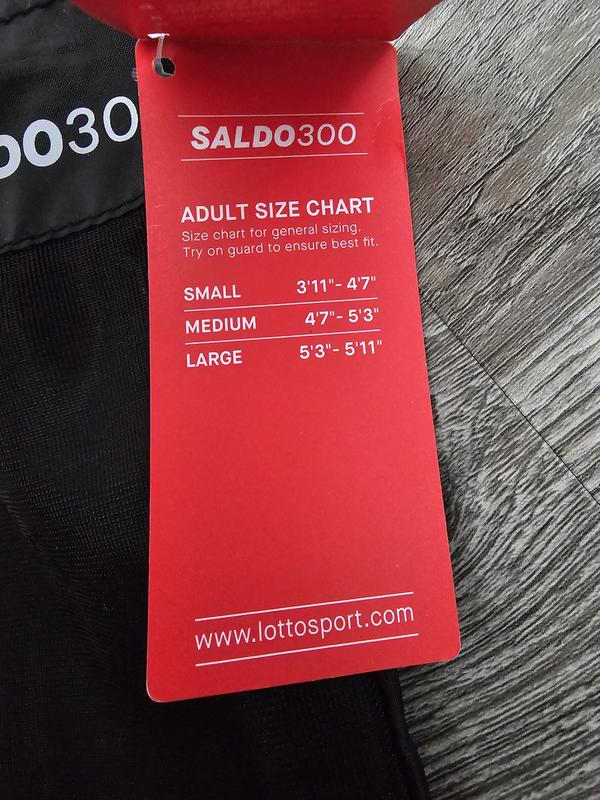 DO30
SALDO300
ADULT SIZE CHART
Size chart for general sizing.
Try on guard to ensure best fit.
SMALL 3'11"- 4'7"
MEDIUM 4'7"- 5'3"
LARGE 5'3"- 5'11"
www.lottosport.com